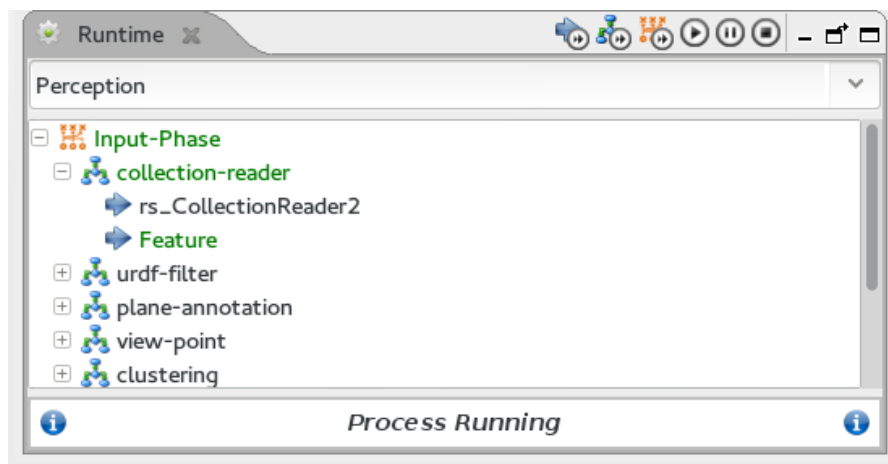 Runtime
Perception
Input-Phase
collection-reader
rs_CollectionReader2
Feature
urdf-filter
plane-annotation
view-point
clustering
Process Running